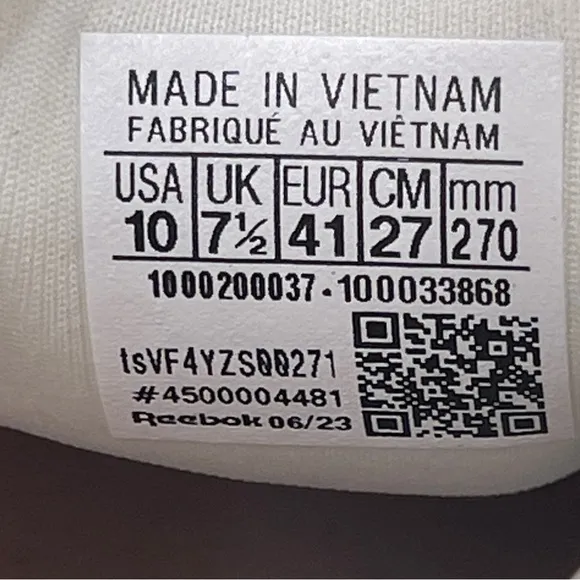 MADE IN VIETNAM
FABRIQUÉ AU VIÊTNAM
USA UK EUR CM mm
10 7½ 41 27 270
1000200037-100033868
tsVF4YZS00271
#4500004481
Reebok 06/23